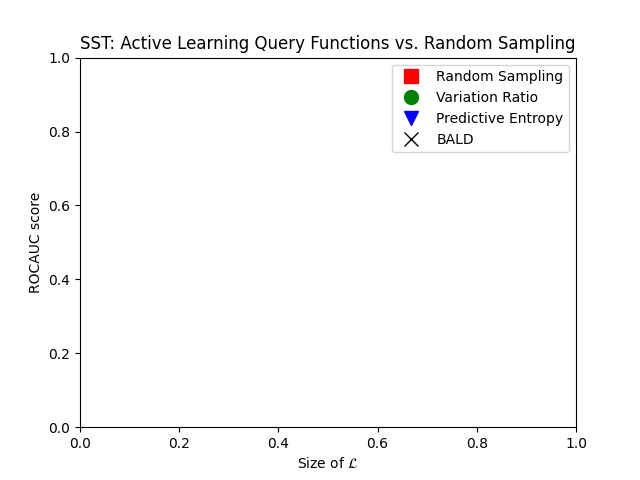 SST: Active Learning Query Functions vs. Random Sampling
1.0
0.8
0.6
0.4
0.2
0.0
ROCAUC score
Random Sampling
Variation Ratio
Predictive Entropy
BALD
0.0 0.2 0.4 0.6 0.8 1.0
Size of ℒ